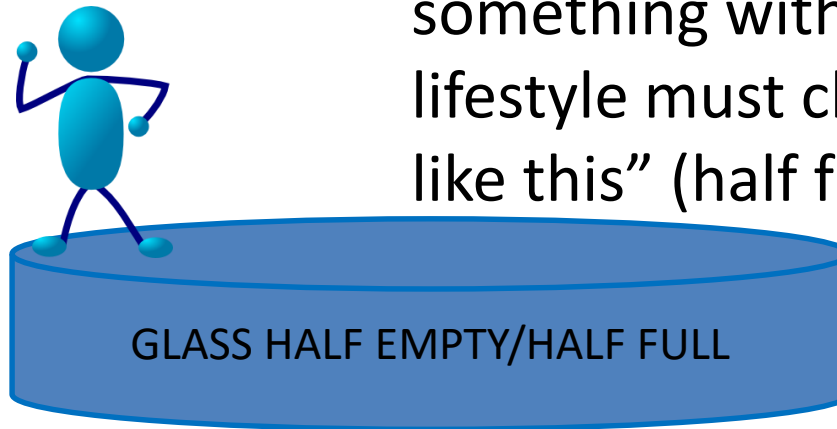 something with
lifestyle must
like this” (half
GLASS HALF EMPTY/HALF FULL